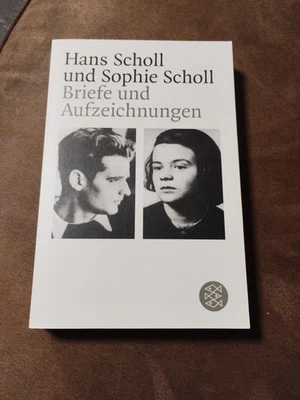 Hans Scholl
und Sophie Scholl
Briefe und
Aufzeichnungen